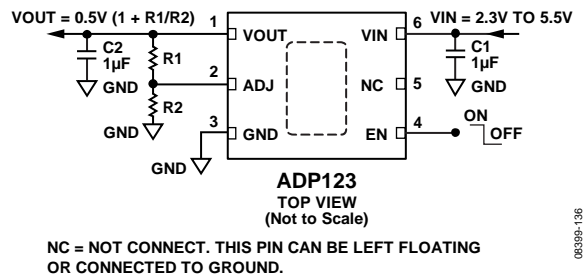 VOUT = 0.5V (1 + R1/R2)
1
VOUT
VIN
6
VIN = 2.3V TO 5.5V
C2
1µF
R1
C1
1µF
GND
2
ADJ
NC
5
GND
R2
GND
3
GND
EN
4
ON
OFF
GND
ADP123
TOP VIEW
(Not to Scale)
NC = NOT CONNECT. THIS PIN CAN BE LEFT FLOATING
OR CONNECTED TO GROUND.
08399-136